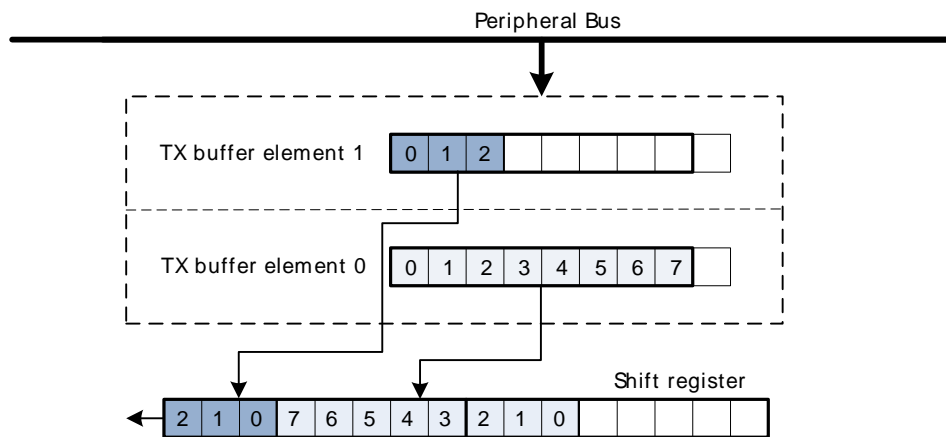 Peripheral Bus
TX buffer element 1
0 1 2
TX buffer element 0
0 1 2 3 4 5 6 7
Shift register
2 1 0 7 6 5 4 3 2 1 0